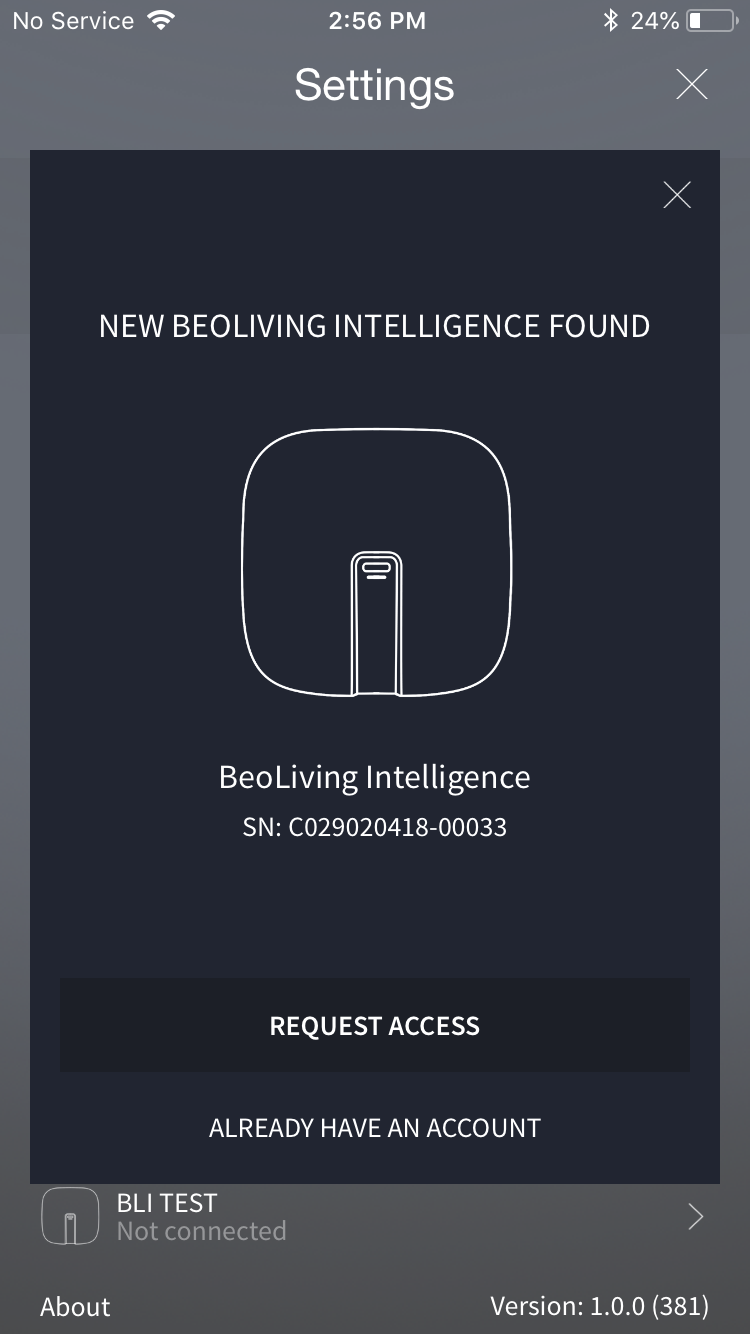 No Service 2:56 PM 24%
Settings
NEW BEOLIVING INTELLIGENCE FOUND
BeoLiving Intelligence
SN: C029020418-00033
REQUEST ACCESS
ALREADY HAVE AN ACCOUNT
BLI TEST
Not connected
About Version: 1.0.0 (381)